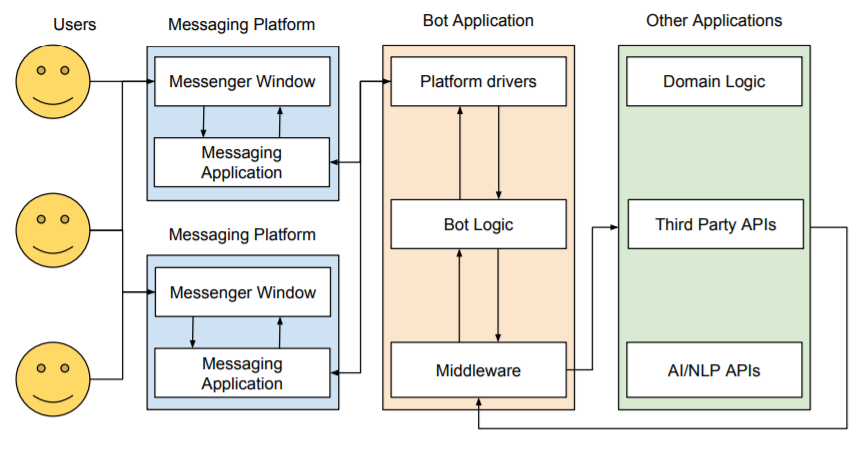 Users
Messaging Platform
Messenger Window
Messaging
Application
Messaging Platform
Messenger Window
Messaging
Application
Bot Application
Platform drivers
Bot Logic
Middleware
Other Applications
Domain Logic
Third Party APIs
AI/NLP APIs